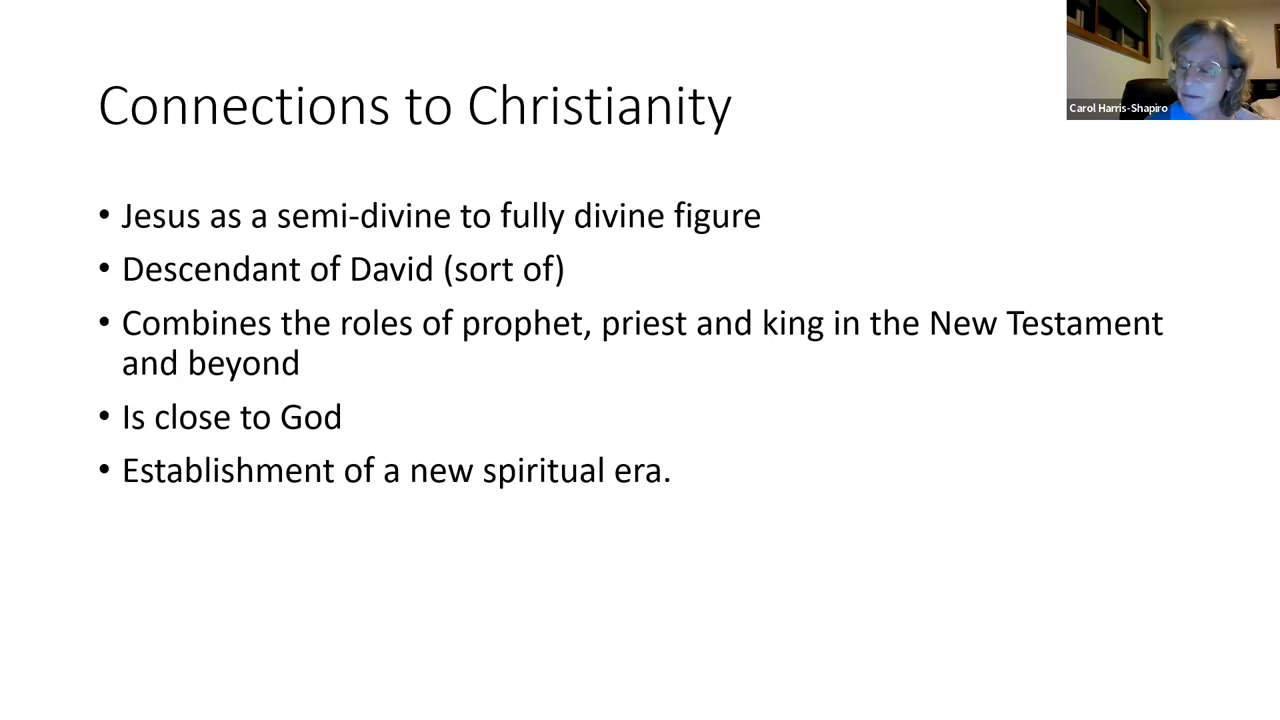 Connections to Christianity
Carol Harris-Shapiro
• Jesus as a semi-divine to fully divine figure
• Descendant of David (sort of)
• Combines the roles of prophet, priest and king in the New Testament
and beyond
• Is close to God
• Establishment of a new spiritual era.